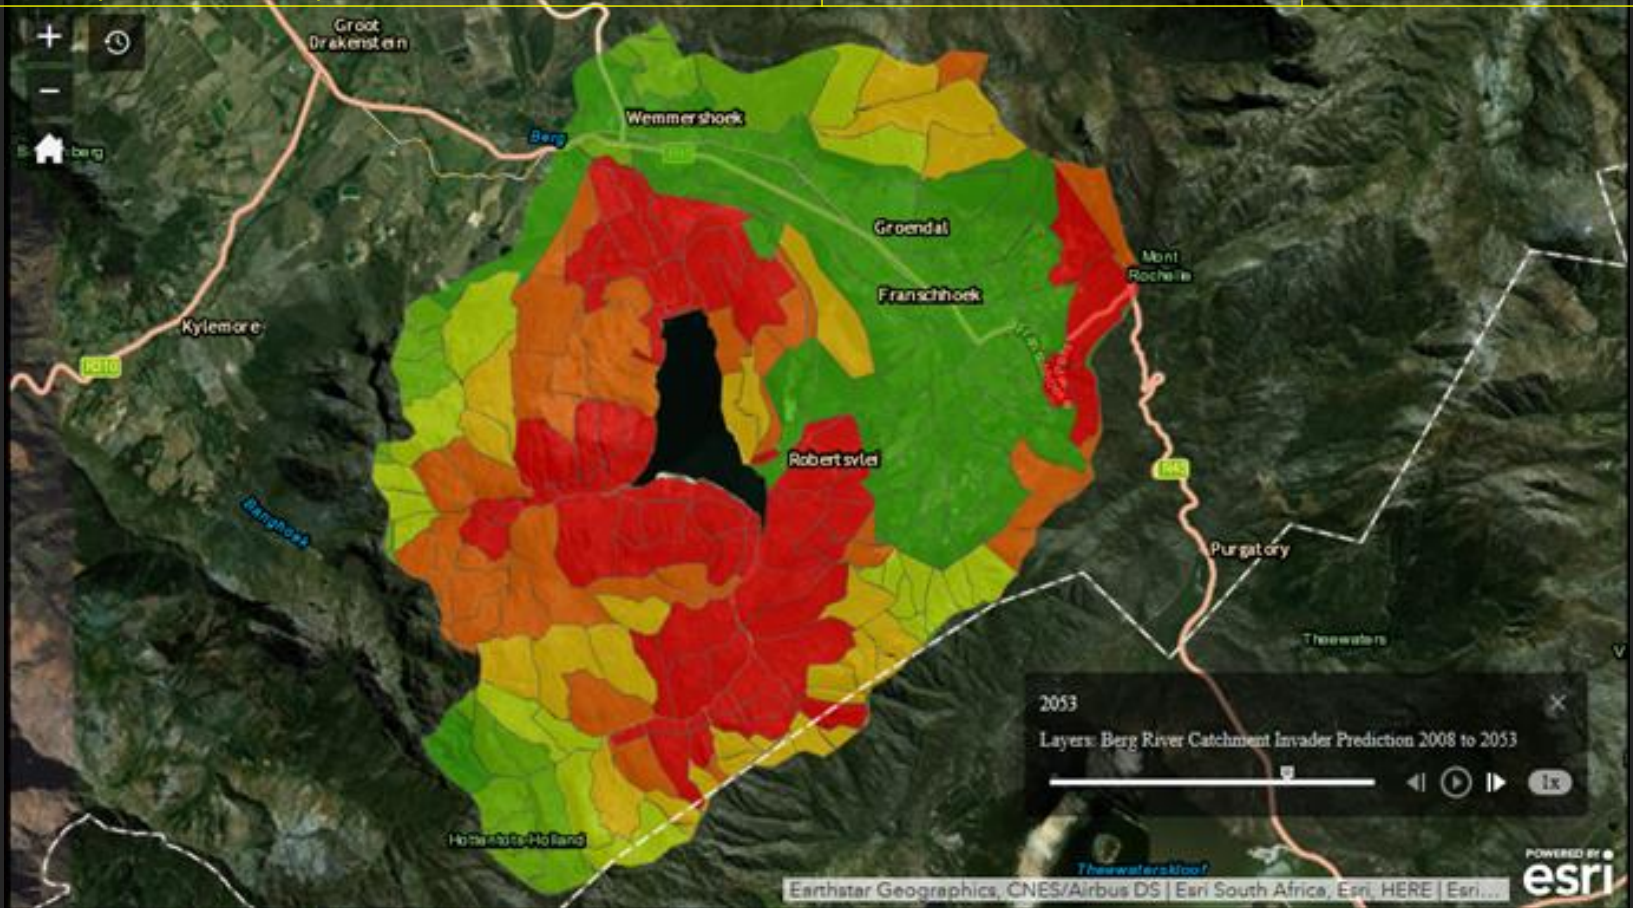 Groot
Drakenstein
Wemmershoek
Berg
Groendal
Mont
Rochelle
Franschhoek
Kylemore
R310
Robertsvlei
N45
Banghoek
Purgatory
Theewaters
2053
Layers: Berg River Catchment Invader Prediction 2008 to 2053
1x
Hottentots-Holland
Theewaterskloof
POWERED BY
esri
Earthstar Geographics, CNES/Airbus DS | Esri South Africa, Esri, HERE | Esri...